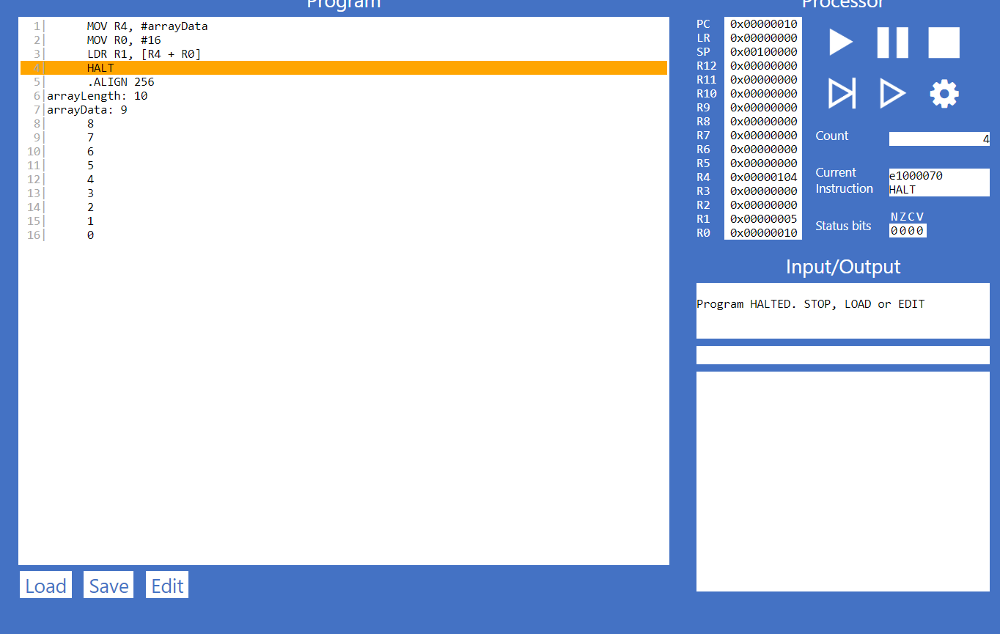 Program
1| MOV R4, #arrayData
2| MOV R0, #16
3| LDR R1, [R4 + R0]
4| HALT
5| .ALIGN 256
6|arrayLength: 10
7|arrayData: 9
8| 8
9| 7
10| 6
11| 5
12| 4
13| 3
14| 2
15| 1
16| 0
Load Save Edit
Processor
PC 0x00000010
LR 0x00000000
SP 0x00100000
R12 0x00000000
R11 0x00000000
R10 0x00000000
R9 0x00000000
R8 0x00000000
R7 0x00000000
R6 0x00000000
R5 0x00000000
R4 0x00000104
R3 0x00000000
R2 0x00000000
R1 0x00000005
R0 0x00000010
Count 4
Current Instruction
e1000070
HALT
Status bits
NZCV
0000
Input/Output
Program HALTED. STOP, LOAD or EDIT